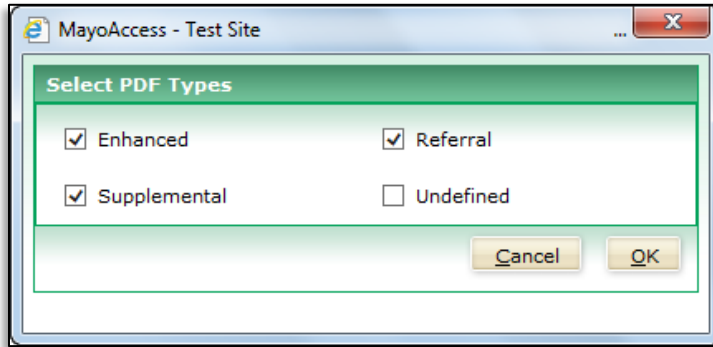 MayoAccess - Test Site ...
Select PDF Types
Enhanced Referral
Supplemental Undefined
Cancel OK